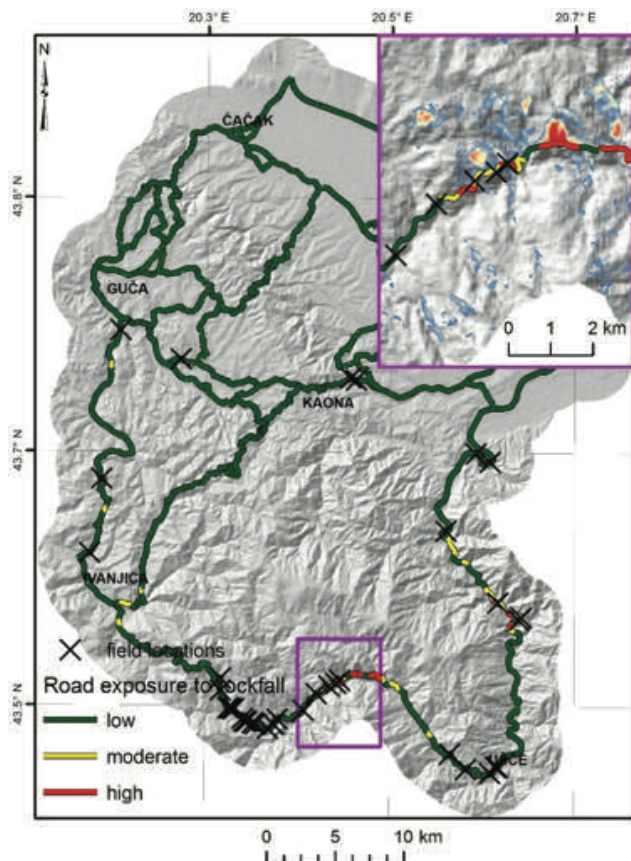 20.3° E 20.5° E 20.7° E
N
ČAČAK
43.8° N
GUČA
0 1 2 km
KAONA
43.7° N
IVANJICA
field locations
Road exposure to rockfall
43.5° N
low
moderate
high
0 5 10 km